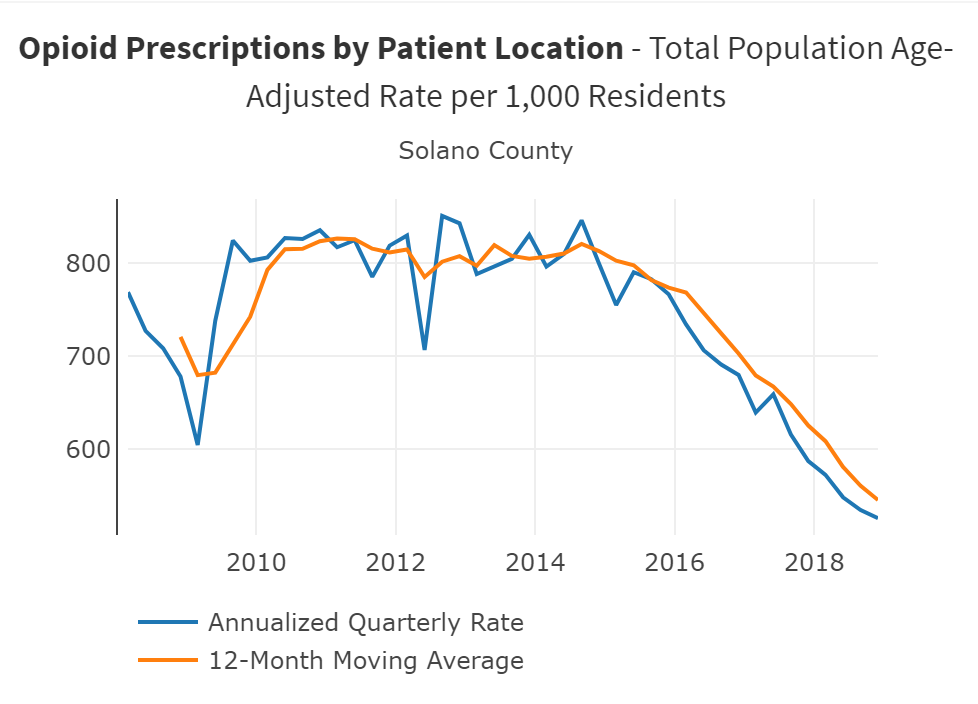 Opioid Prescriptions by Patient Location - Total Population Age-
Adjusted Rate per 1,000 Residents
Solano County
800
700
600
2010 2012 2014 2016 2018
Annualized Quarterly Rate
12-Month Moving Average